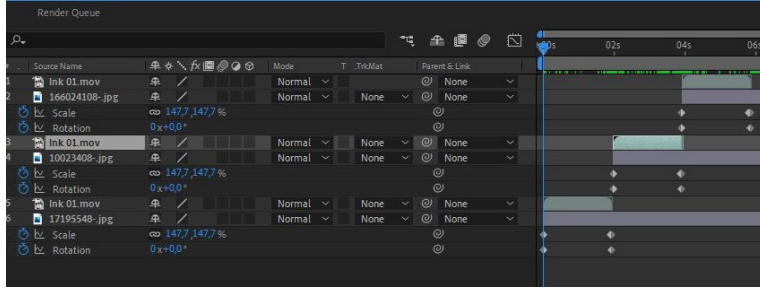 Render Queue
:00s 02s 04s 06s
# . Source Name fx Mode T .TrkMat Parent & Link
1 Ink 01.mov Normal None
2 166024108-.jpg Normal None None
Scale 147,7,147,7 %
Rotation 0x+0,0°
3 Ink 01.mov Normal None None
4 10023408-.jpg Normal None None
Scale 147,7,147,7 %
Rotation 0x+0,0°
5 Ink 01.mov Normal None None
6 17195548-.jpg Normal None None
Scale 147,7,147,7 %
Rotation 0x+0,0°